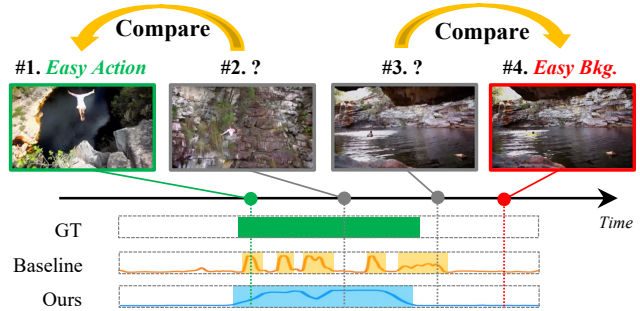 Compare
Compare
#1. Easy Action
#2. ?
#3. ?
#4. Easy Bkg.
Time
GT
Baseline
Ours